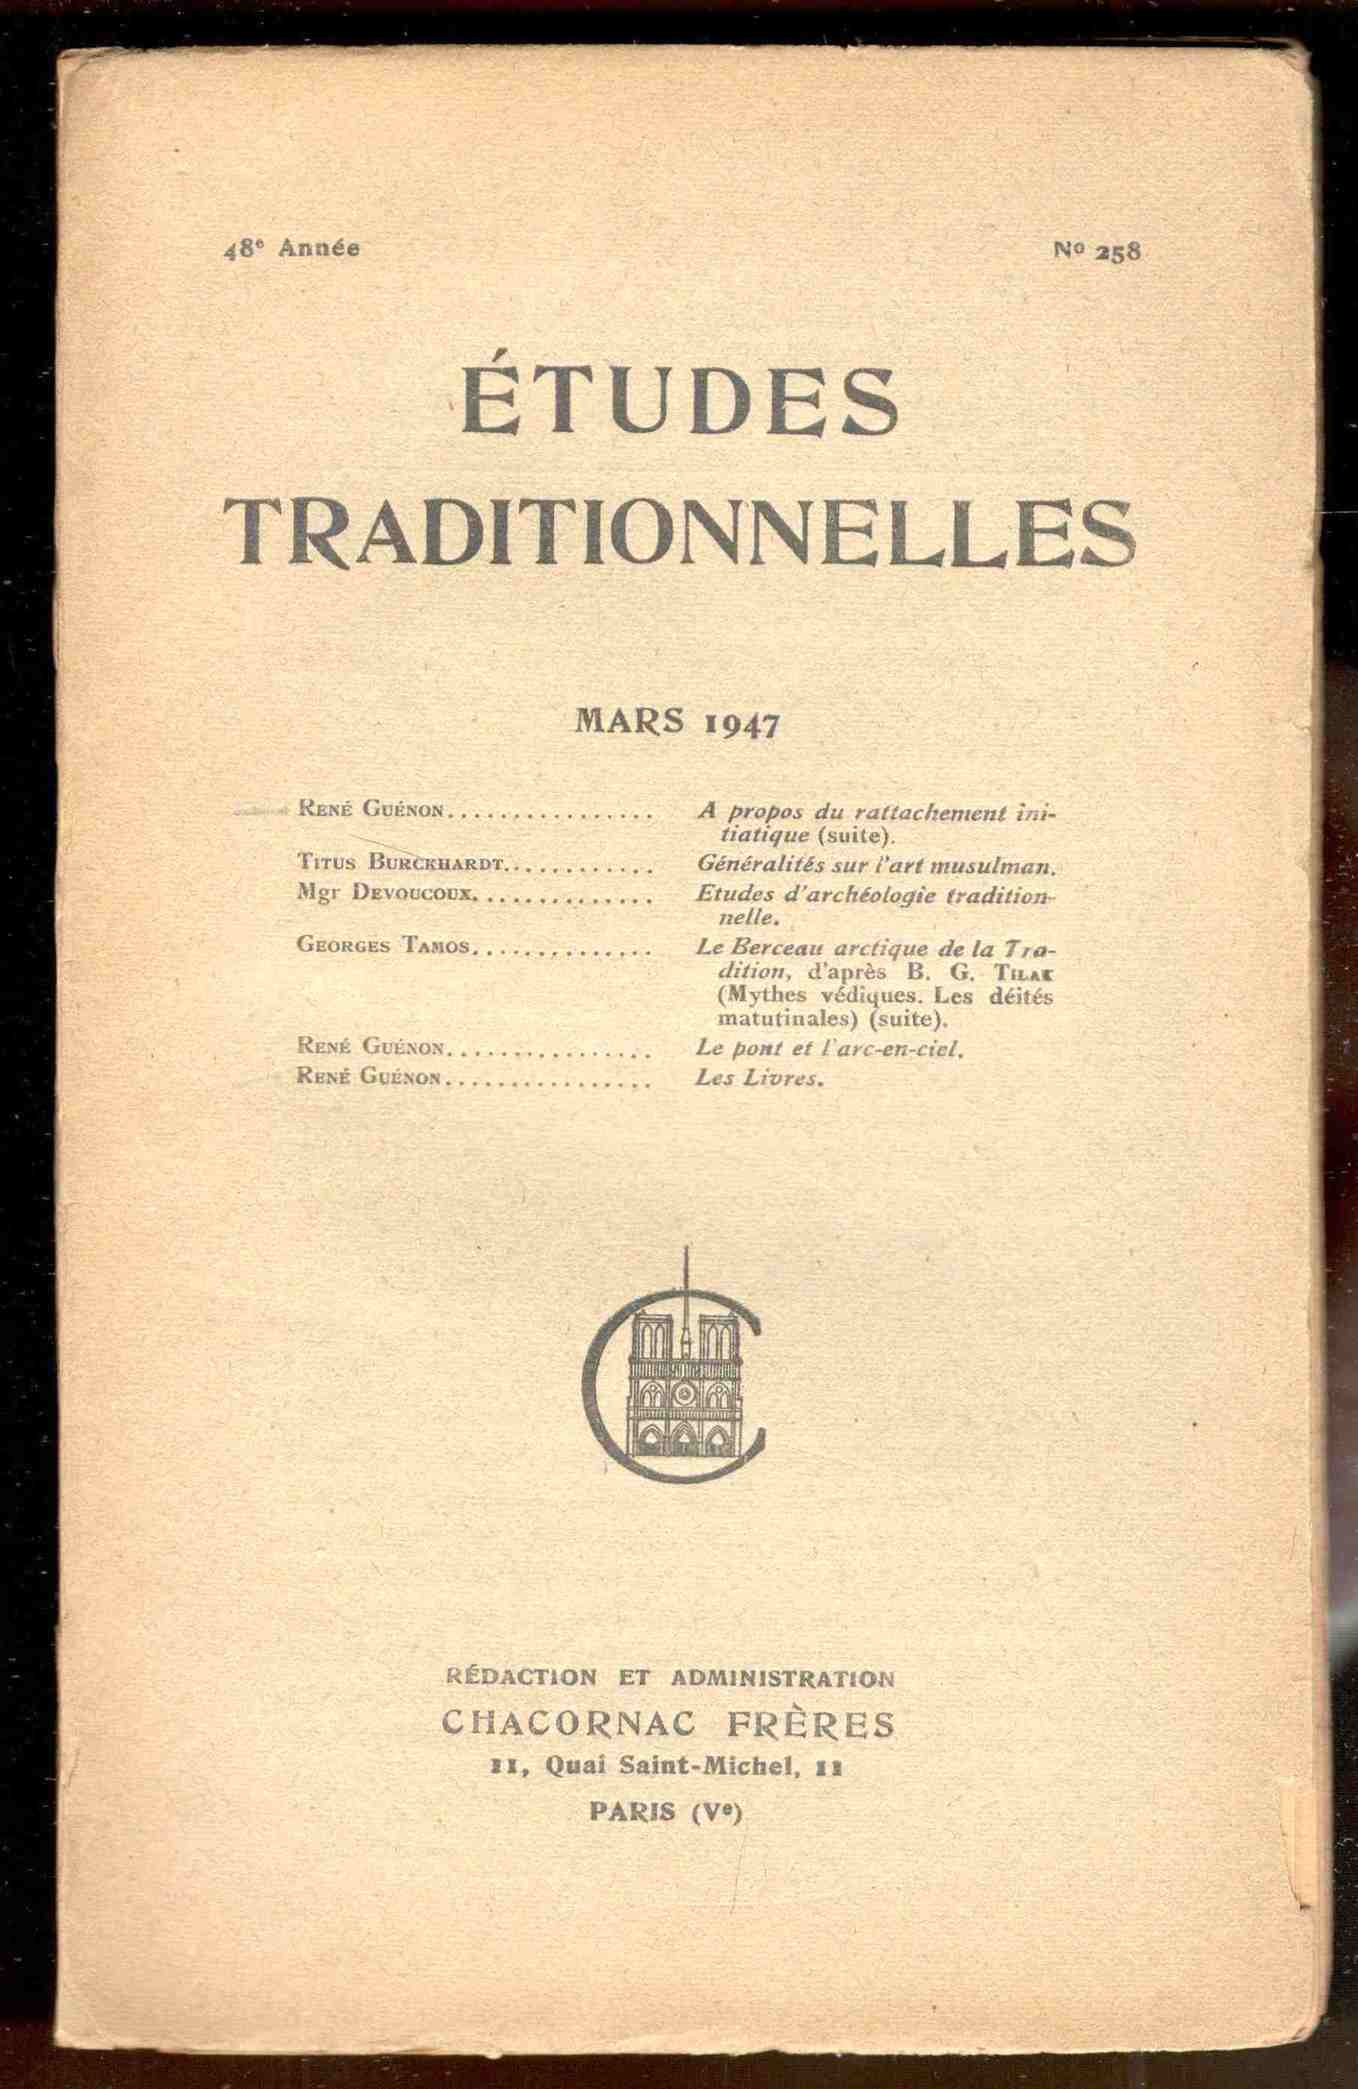 48e Année
No 258
ÉTUDES
TRADITIONNELLES
MARS 1947
RENÉ GUÉNON................ A propos du rattachement ini-
tiatique (suite).
TITUS BURCKHARDT............ Généralités sur l'art musulman.
Mgr DEVOUCOUX.............. Etudes d'archéologie tradition-
nelle.
GEORGES TAMOS.............. Le Berceau arctique de la Tra-
dition, d'après B. G. TILAK
(Mythes védiques. Les déités
matutinales) (suite).
RENÉ GUÉNON................ Le pont et l'arc-en-ciel.
RENÉ GUÉNON................ Les Livres.
C
RÉDACTION ET ADMINISTRATION
CHACORNAC FRÈRES
11, Quai Saint-Michel, 11
PARIS (Ve)